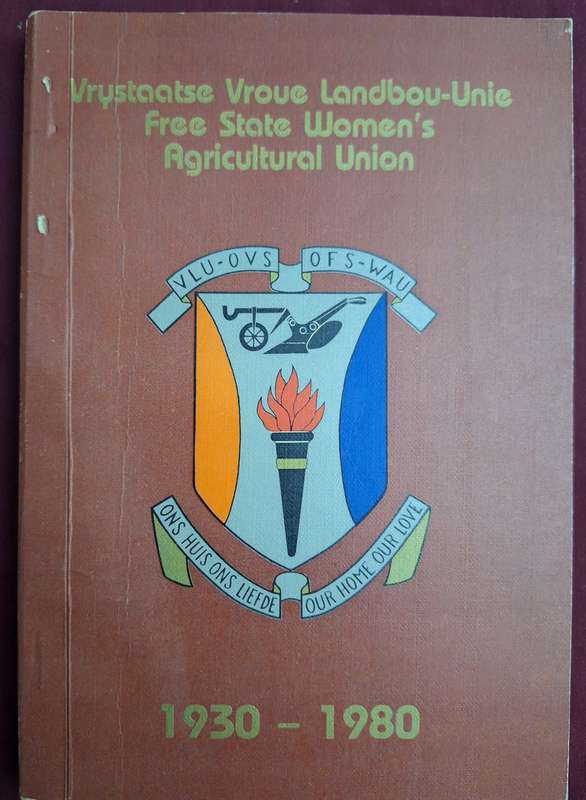 Vrystaatse Vroue Landbou-Unie
Free State Women's
Agricultural Union
VLU-OVS OFS-WAU
ONS HUIS ONS LIEFDE OUR HOME OUR LOVE
1930 - 1980